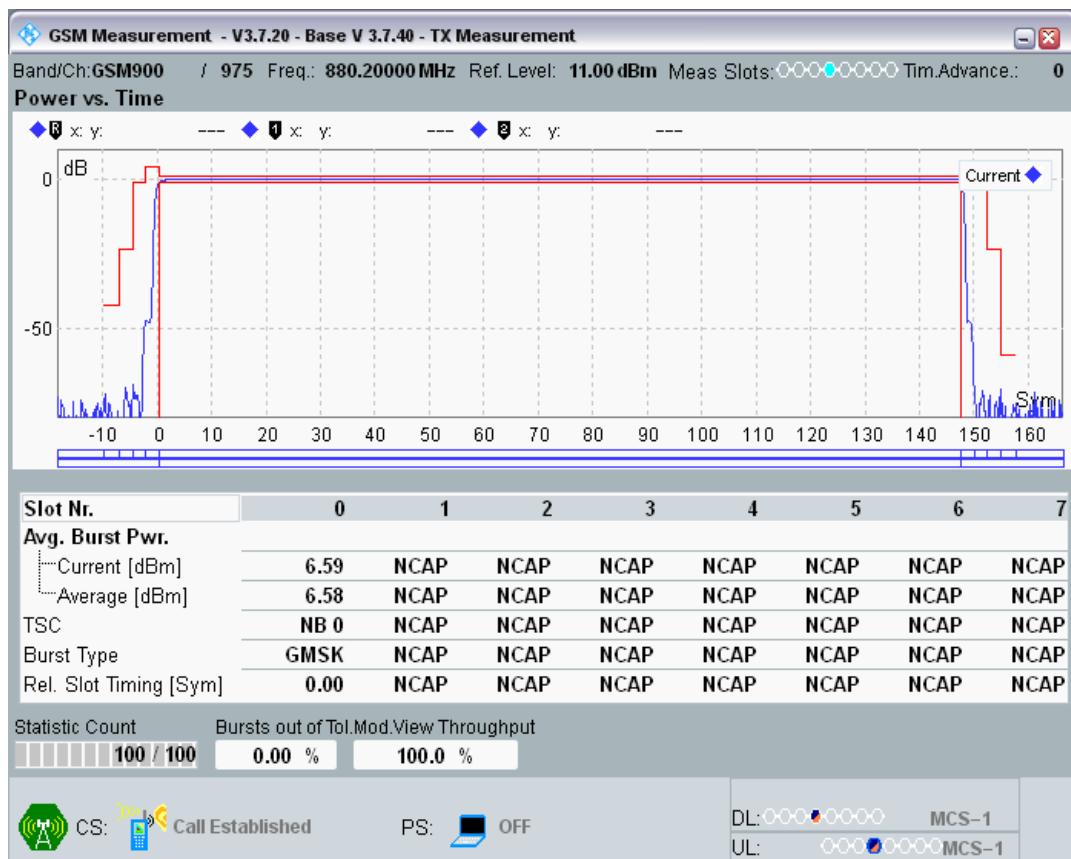 GSM Measurement - V3.7.20 - Base V 3.7.40 - TX Measurement
Band/Ch:GSM900 / 975 Freq.: 880.20000 MHz Ref. Level: 11.00 dBm Meas Slots: Tim.Advance.: 0
Power vs. Time
R x: y: --- 1 x: y: --- 2 x: y: ---
dB
0
Current
-50
Sym
-10 0 10 20 30 40 50 60 70 80 90 100 110 120 130 140 150 160
Slot Nr. 0 1 2 3 4 5 6 7
Avg. Burst Pwr.
Current [dBm] 6.59 NCAP NCAP NCAP NCAP NCAP NCAP NCAP
Average [dBm] 6.58 NCAP NCAP NCAP NCAP NCAP NCAP NCAP
TSC NB 0 NCAP NCAP NCAP NCAP NCAP NCAP NCAP
Burst Type GMSK NCAP NCAP NCAP NCAP NCAP NCAP NCAP
Rel. Slot Timing [Sym] 0.00 NCAP NCAP NCAP NCAP NCAP NCAP NCAP
Statistic Count Bursts out of Tol. Mod.View Throughput
100 / 100 0.00 % 100.0 %
CS: Call Established PS: OFF DL: MCS-1
UL: MCS-1